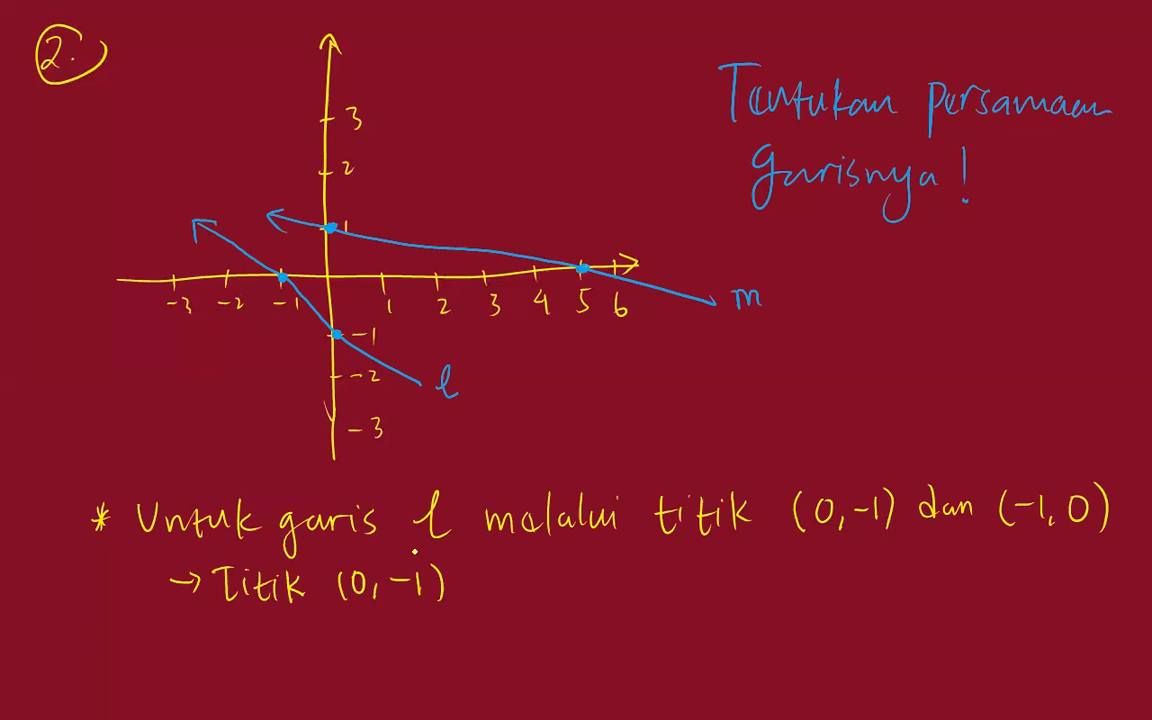 2.
Tentukan persamaan
garisnya!
3
2
1
-3 -2 -1 1 2 3 4 5 6
m
-1
-2
l
-3
* Untuk garis l melalui titik (0,-1) dan (-1,0)
→ Titik (0,-1)